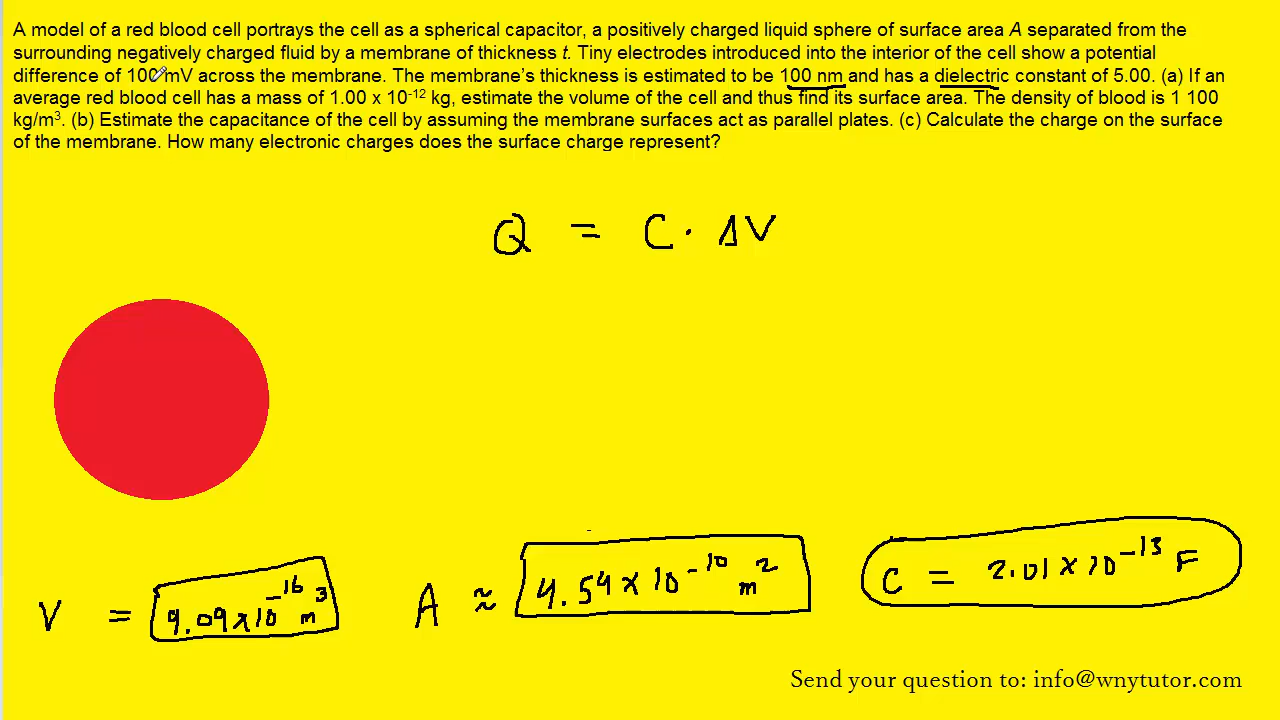 A model of a red blood cell portrays the cell as a spherical capacitor, a positively charged liquid sphere of surface area A separated from the
surrounding negatively charged fluid by a membrane of thickness t. Tiny electrodes introduced into the interior of the cell show a potential
difference of 100 mV across the membrane. The membrane's thickness is estimated to be 100 nm and has a dielectric constant of 5.00. (a) If an
average red blood cell has a mass of 1.00 x 10⁻¹² kg, estimate the volume of the cell and thus find its surface area. The density of blood is 1 100
kg/m³. (b) Estimate the capacitance of the cell by assuming the membrane surfaces act as parallel plates. (c) Calculate the charge on the surface
of the membrane. How many electronic charges does the surface charge represent?
Q = C · ΔV
V = 9.09 x 10⁻¹⁶ m³ A ≈ 4.54 x 10⁻¹⁰ m² C = 2.01 x 10⁻¹³ F
Send your question to: info@wnytutor.com